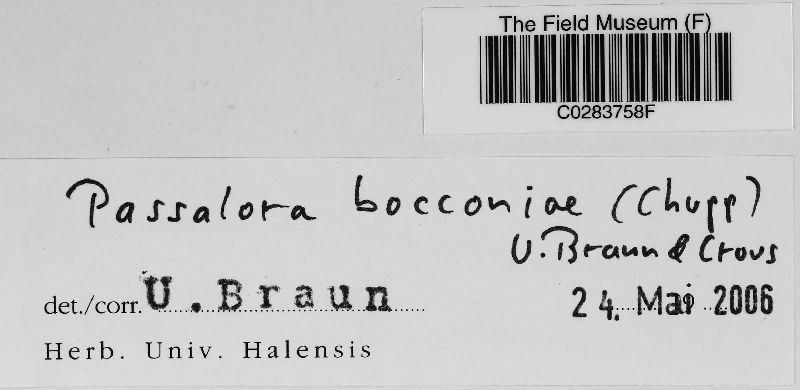 The Field Museum (F)
C0283758F
Passalora bocconiae (Chupp)
U. Braun & Crous
det./corr. U. Braun 24. Mai 2006
Herb. Univ. Halensis